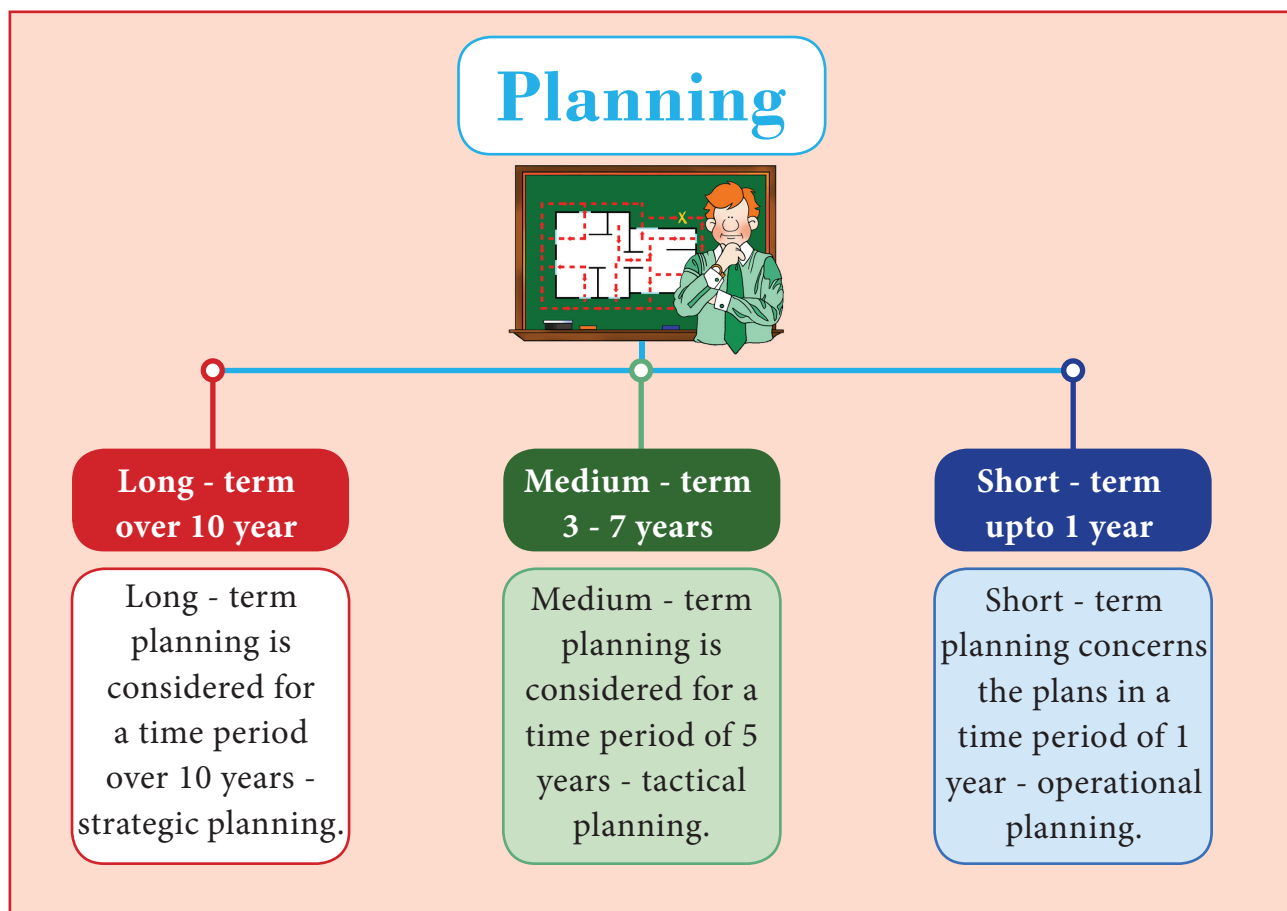 Planning
X
Long - term
over 10 year
Long - term
planning is
considered for
a time period
over 10 years -
strategic planning.
Medium - term
3 - 7 years
Medium - term
planning is
considered for a
time period of 5
years - tactical
planning.
Short - term
upto 1 year
Short - term
planning concerns
the plans in a
time period of 1
year - operational
planning.